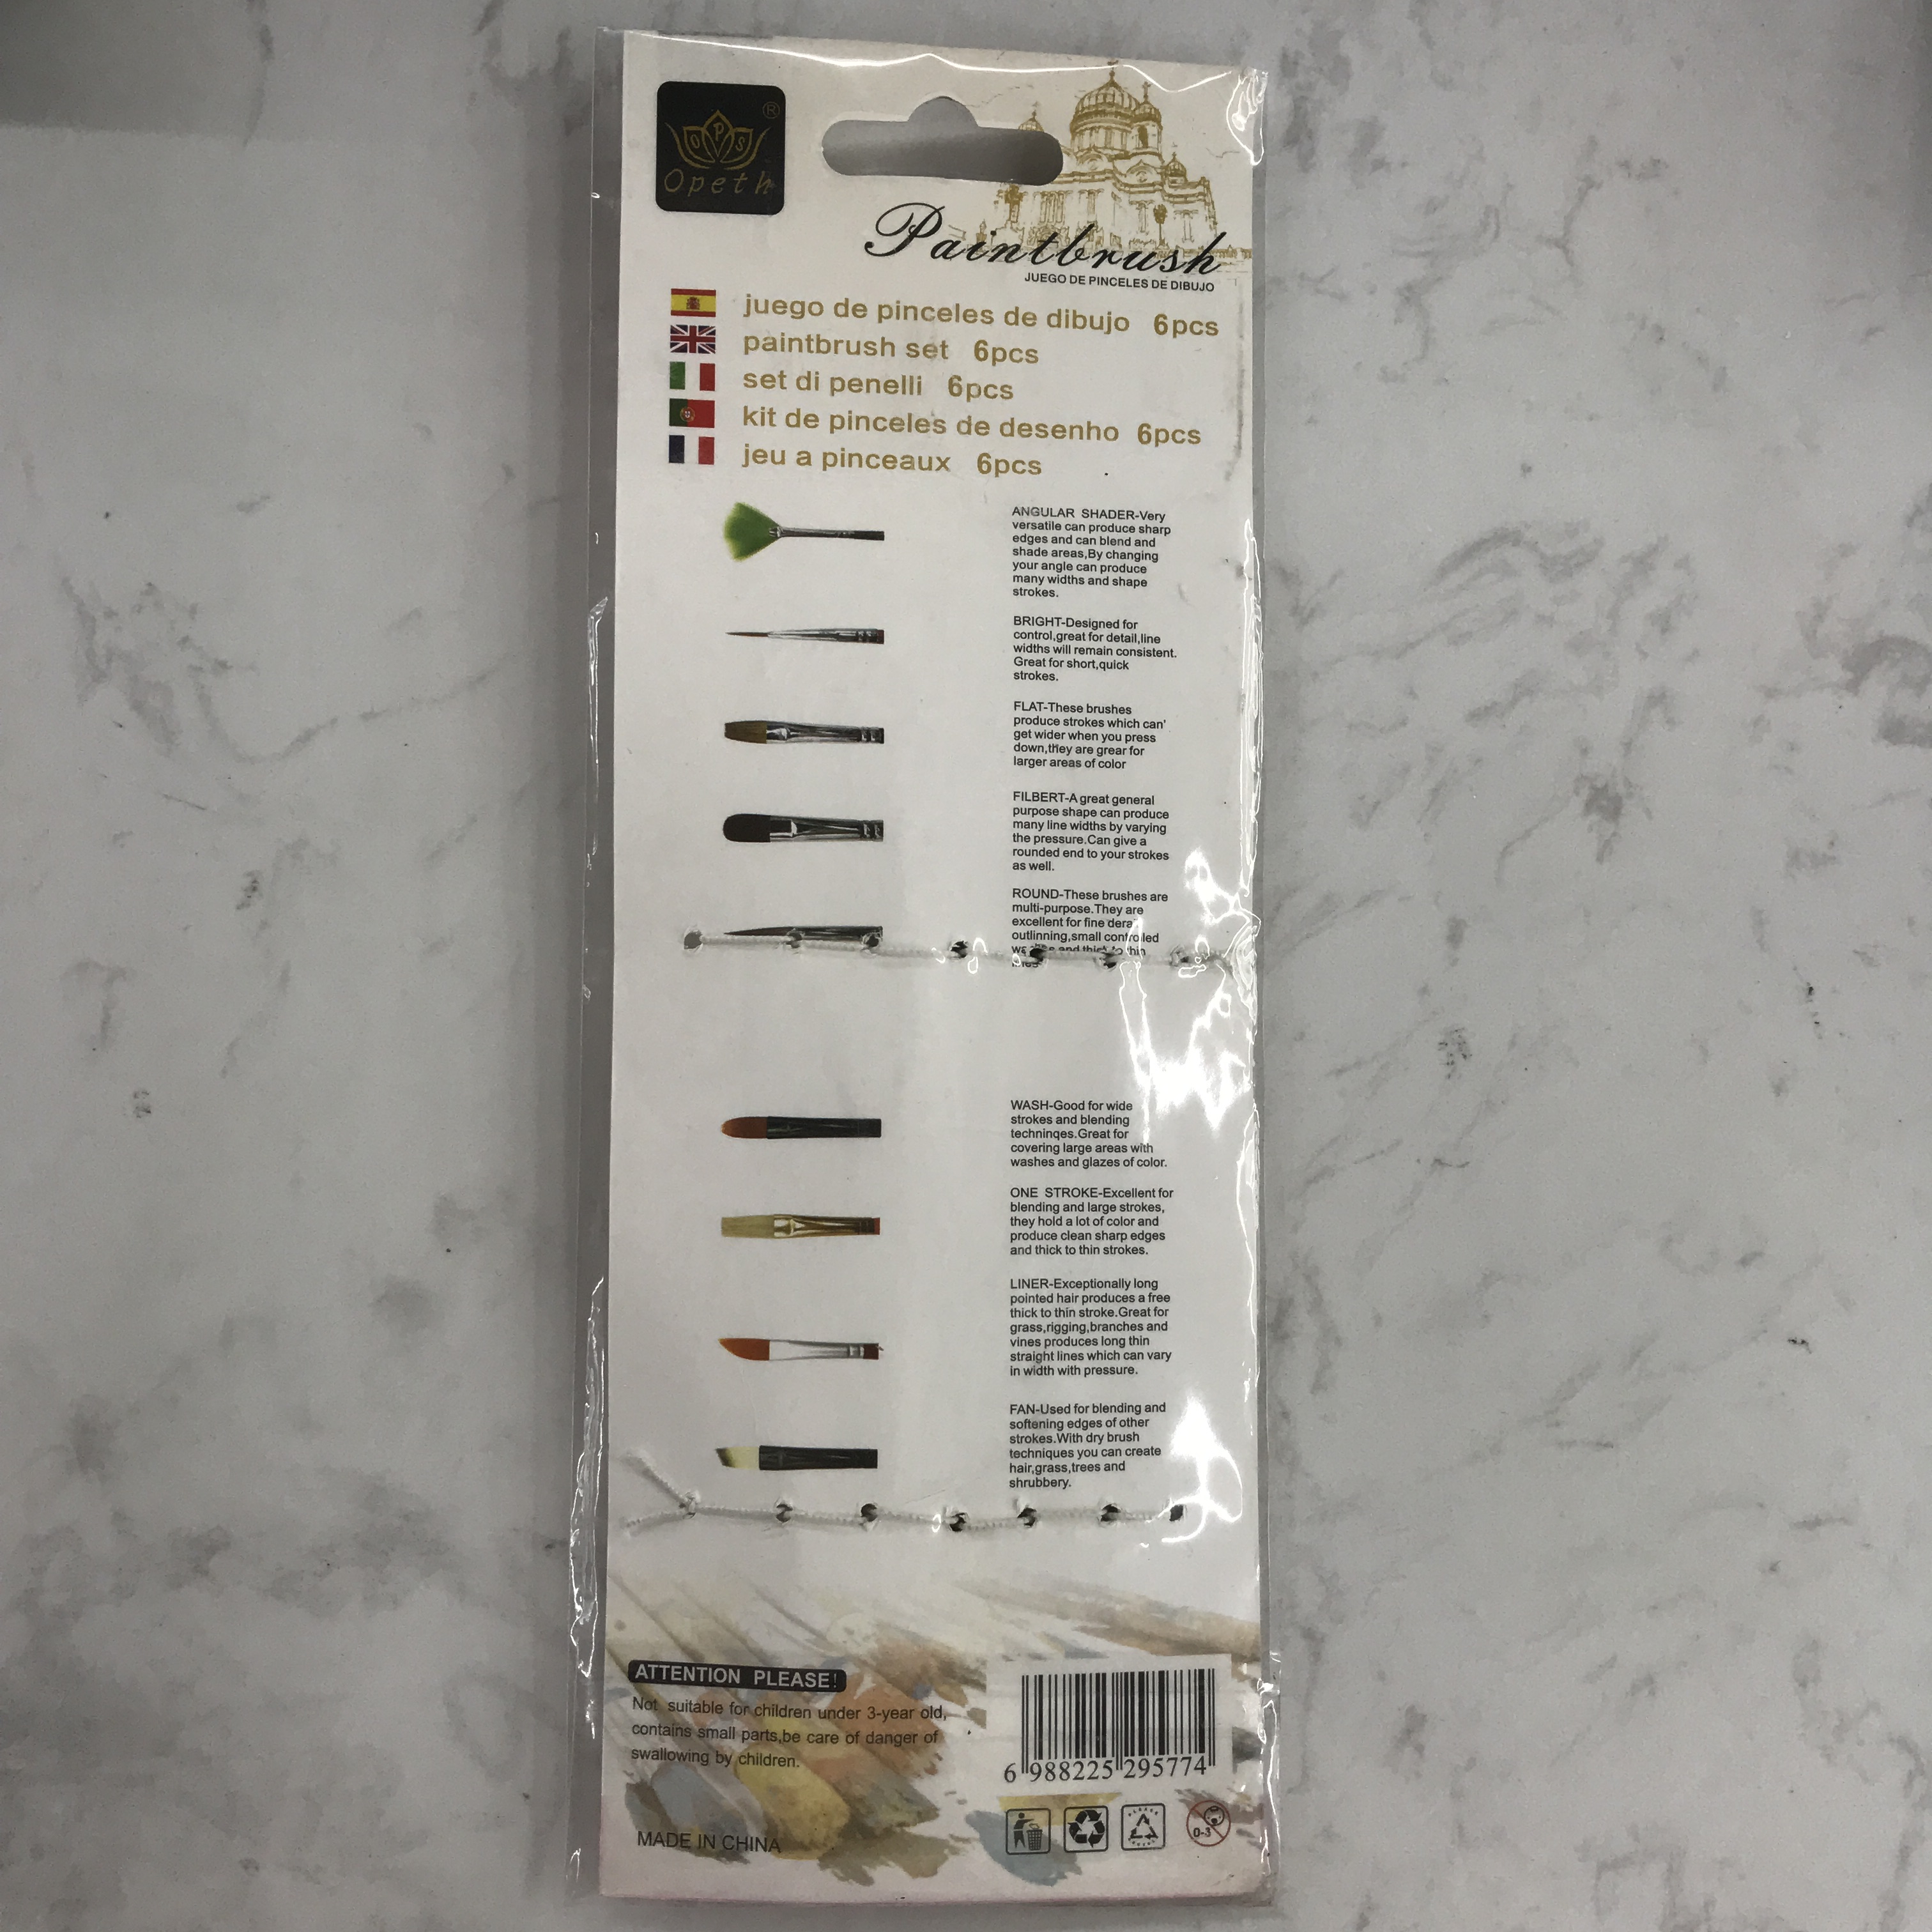 OPS
®
Opeth
Paintbrush
JUEGO DE PINCELES DE DIBUJO
juego de pinceles de dibujo 6pcs
paintbrush set 6pcs
set di penelli 6pcs
kit de pinceles de desenho 6pcs
jeu a pinceaux 6pcs
ANGULAR SHADER-Very
versatile can produce sharp
edges and can blend and
shade areas,By changing
your angle can produce
many widths and shape
strokes.
BRIGHT-Designed for
control,great for detail,line
widths will remain consistent.
Great for short,quick
strokes.
FLAT-These brushes
produce strokes which can'
get wider when you press
down,they are grear for
larger areas of color
FILBERT-A great general
purpose shape can produce
many line widths by varying
the pressure.Can give a
rounded end to your strokes
as well.
ROUND-These brushes are
multi-purpose.They are
excellent for fine
outlinning,small controlled
and thick to thin
WASH-Good for wide
strokes and blending
techninqes.Great for
covering large areas with
washes and glazes of color.
ONE STROKE-Excellent for
blending and large strokes,
they hold a lot of color and
produce clean sharp edges
and thick to thin strokes.
LINER-Exceptionally long
pointed hair produces a free
thick to thin stroke.Great for
grass,rigging,branches and
vines produces long thin
straight lines which can vary
in width with pressure.
FAN-Used for blending and
softening edges of other
strokes.With dry brush
techniques you can create
hair,grass,trees and
shrubbery.
ATTENTION PLEASE!
Not suitable for children under 3-year old,
contains small parts,be care of danger of
swallowing by children.
6 988225 295774
0-3
MADE IN CHINA